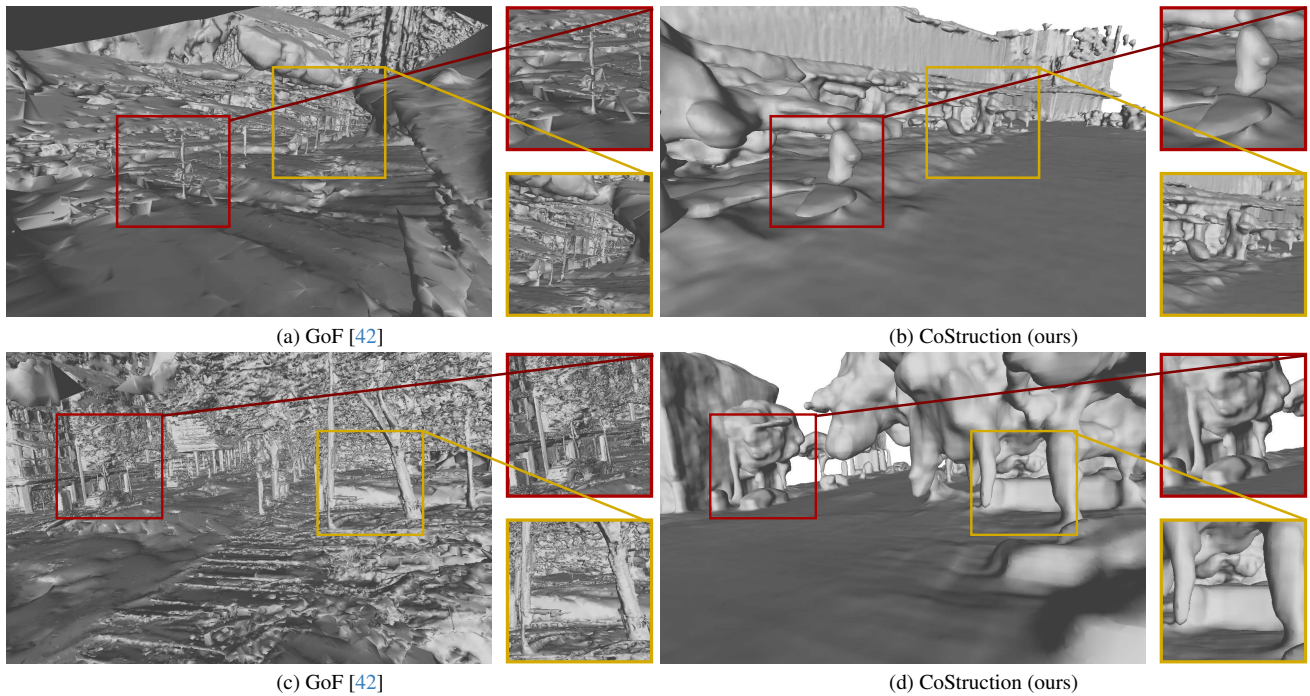 (a) GoF [42]
(b) CoStruction (ours)
(c) GoF [42]
(d) CoStruction (ours)